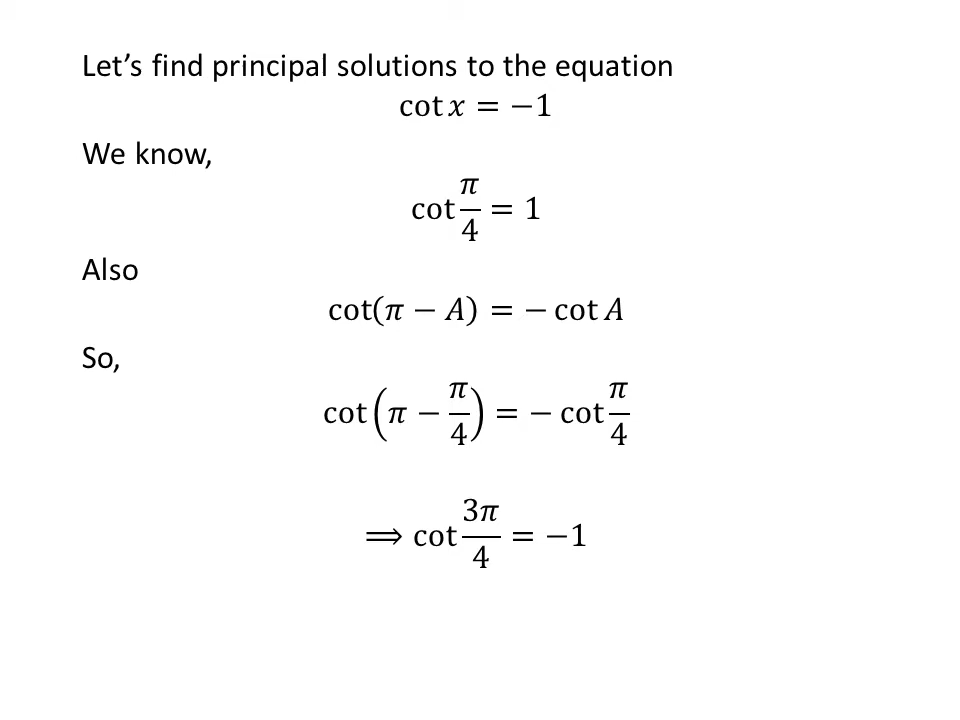 Let’s find principal solutions to the equation
cot 𝑥 = −1
We know,
cot 𝜋/4 = 1
Also
cot(𝜋 − 𝐴) = − cot 𝐴
So,
cot (𝜋 − 𝜋/4) = − cot 𝜋/4
⟹ cot 3𝜋/4 = −1